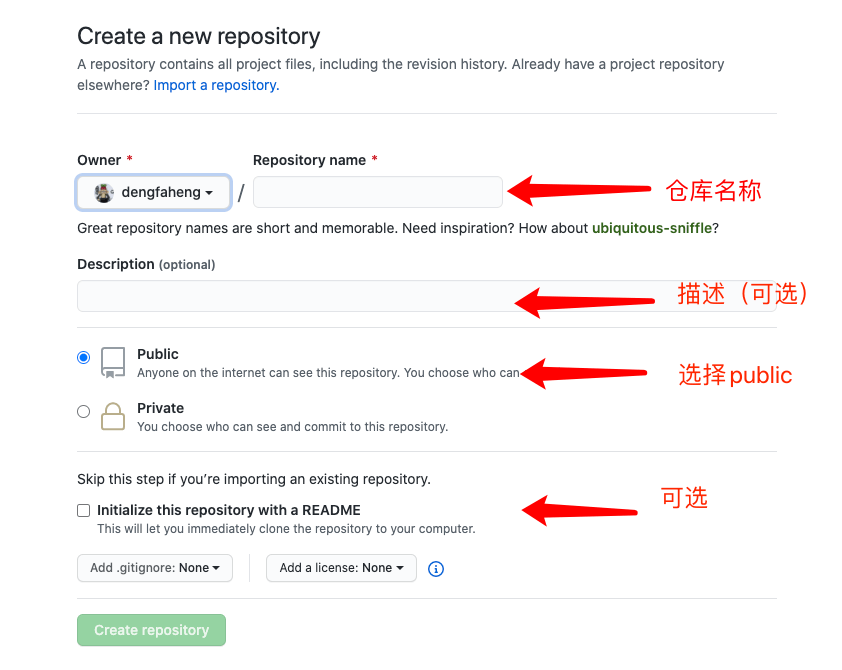 Create a new repository
A repository contains all project files, including the revision history. Already have a project repository
elsewhere? Import a repository.
Owner * Repository name *
dengfaheng / 仓库名称
Great repository names are short and memorable. Need inspiration? How about ubiquitous-sniffle?
Description (optional)
描述（可选）
Public
Anyone on the internet can see this repository. You choose who can
选择public
Private
You choose who can see and commit to this repository.
Skip this step if you’re importing an existing repository.
可选
Initialize this repository with a README
This will let you immediately clone the repository to your computer.
Add .gitignore: None Add a license: None
Create repository